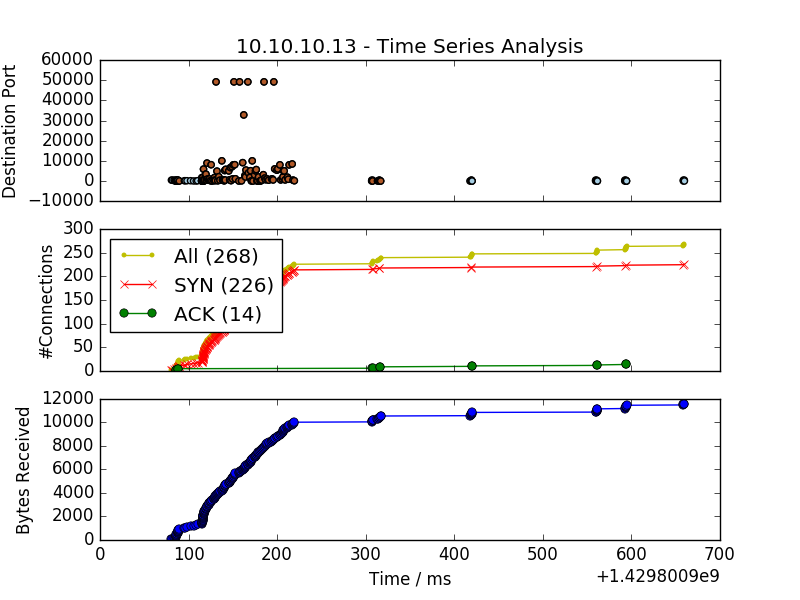 10.10.10.13 - Time Series Analysis
60000
50000
40000
30000
20000
10000
0
−10000
Destination Port
300
250
200
150
100
50
0
#Connections
All (268)
SYN (226)
ACK (14)
12000
10000
8000
6000
4000
2000
0
Bytes Received
0 100 200 300 400 500 600 700
Time / ms
+1.4298009e9